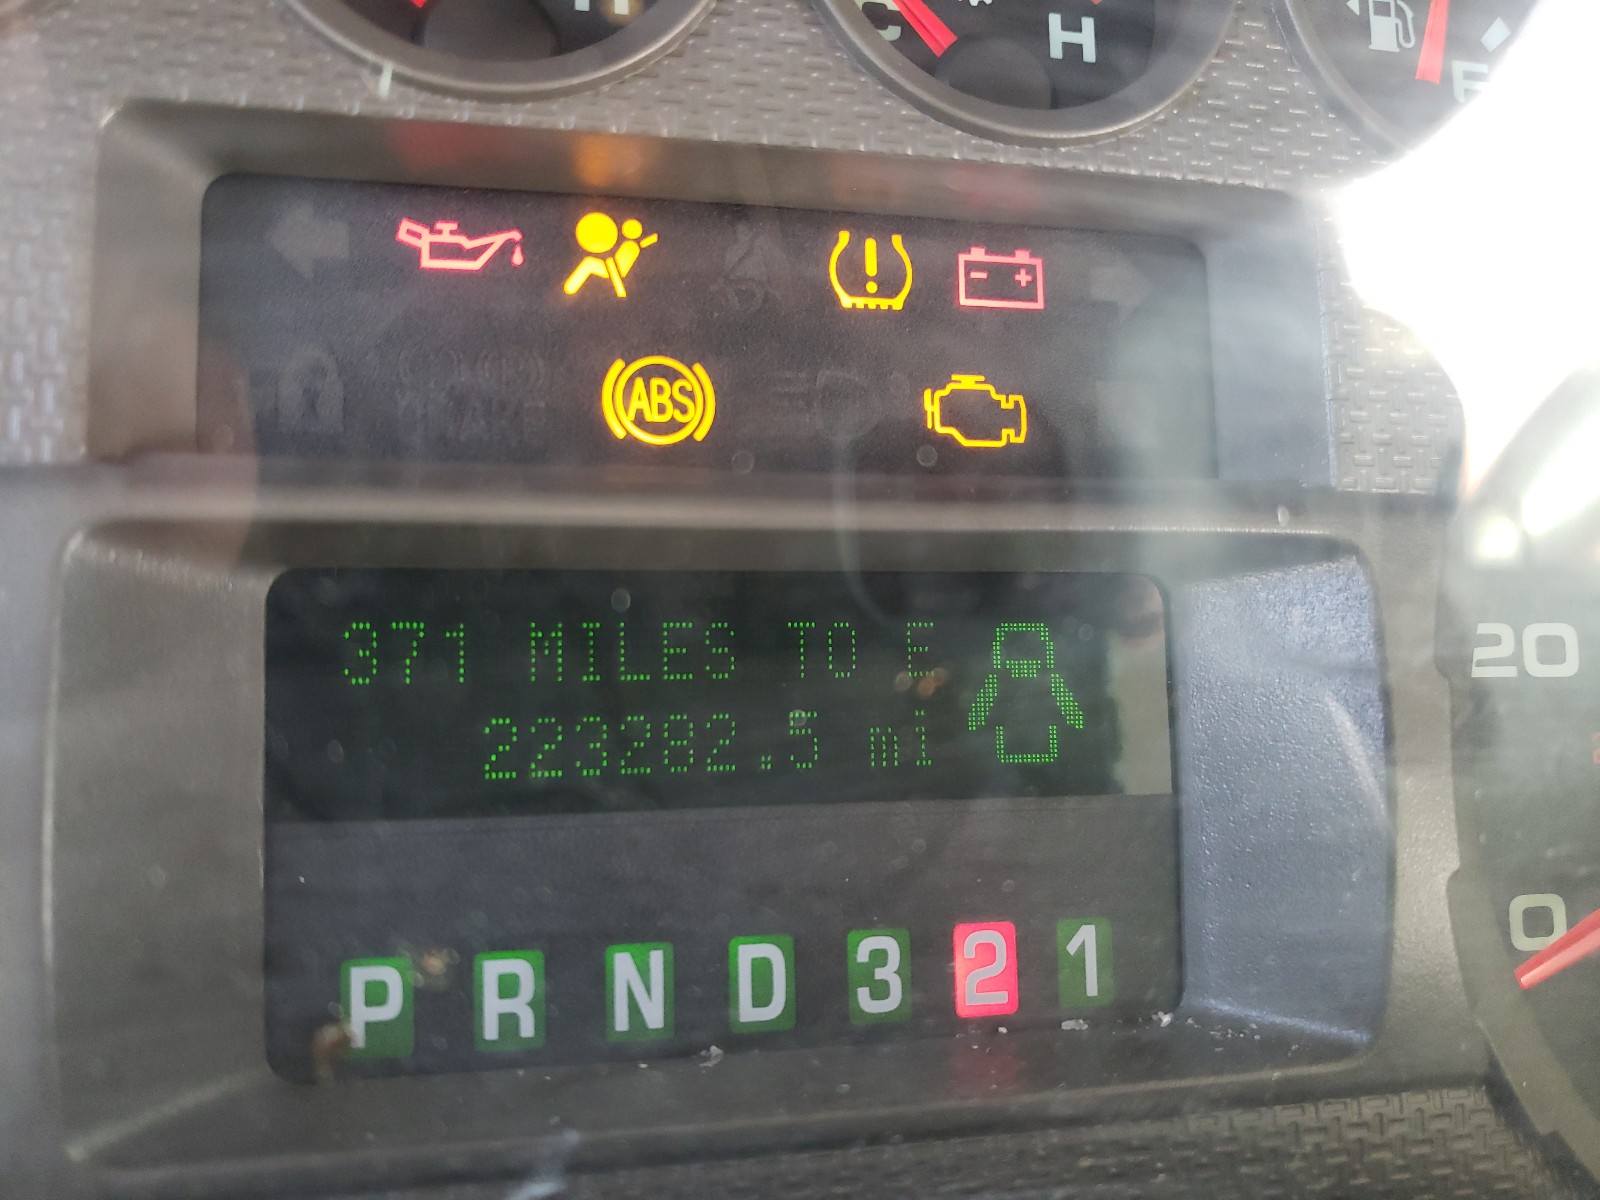 C H
ABS
371 MILES TO E
223282.5 mi
20
P R N D 3 2 1
0